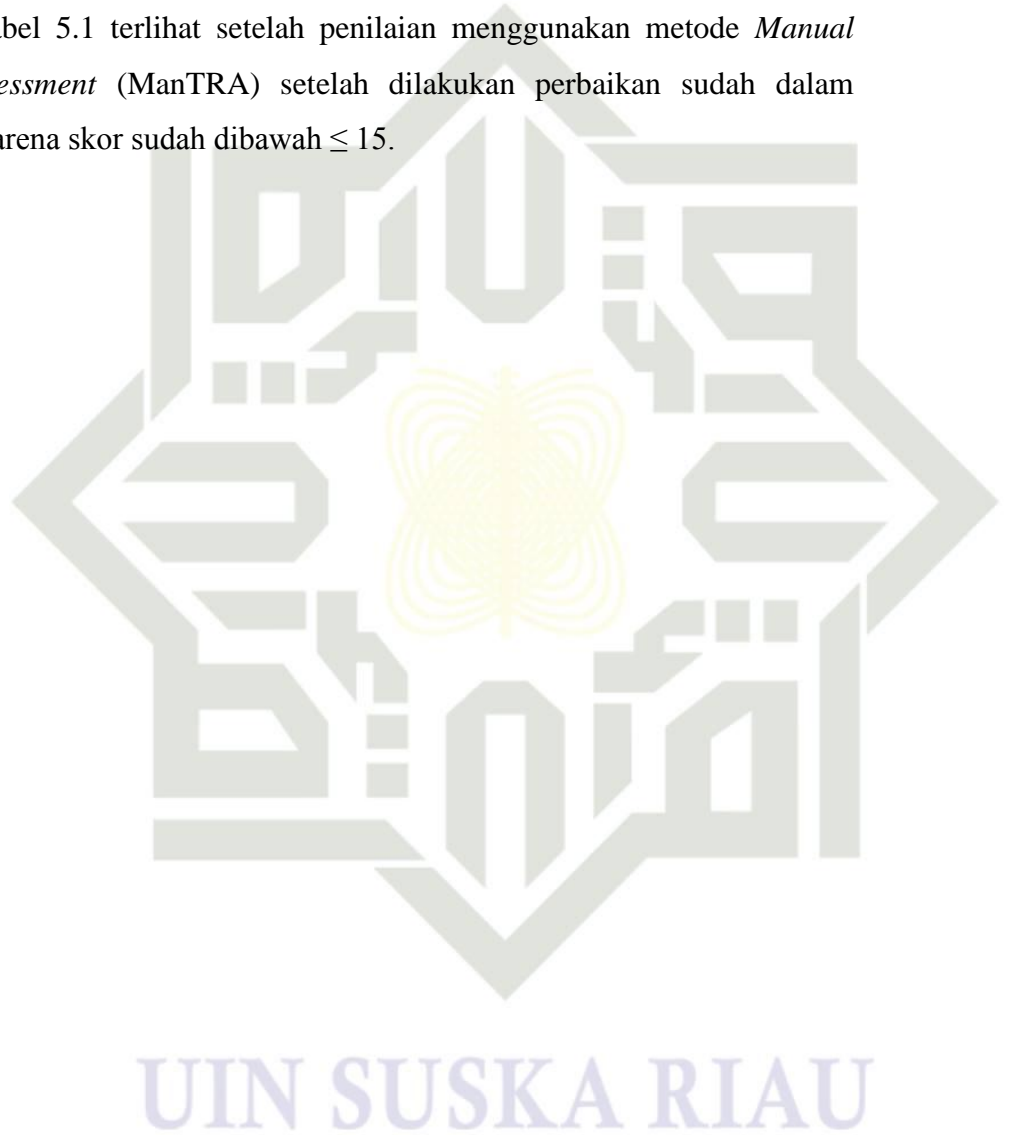 abel 5.1 terlihat setelah penilaian menggunakan metode Manual
essment (ManTRA) setelah dilakukan perbaikan sudah dalam
arena skor sudah dibawah ≤ 15.
UIN SUSKA RIAU